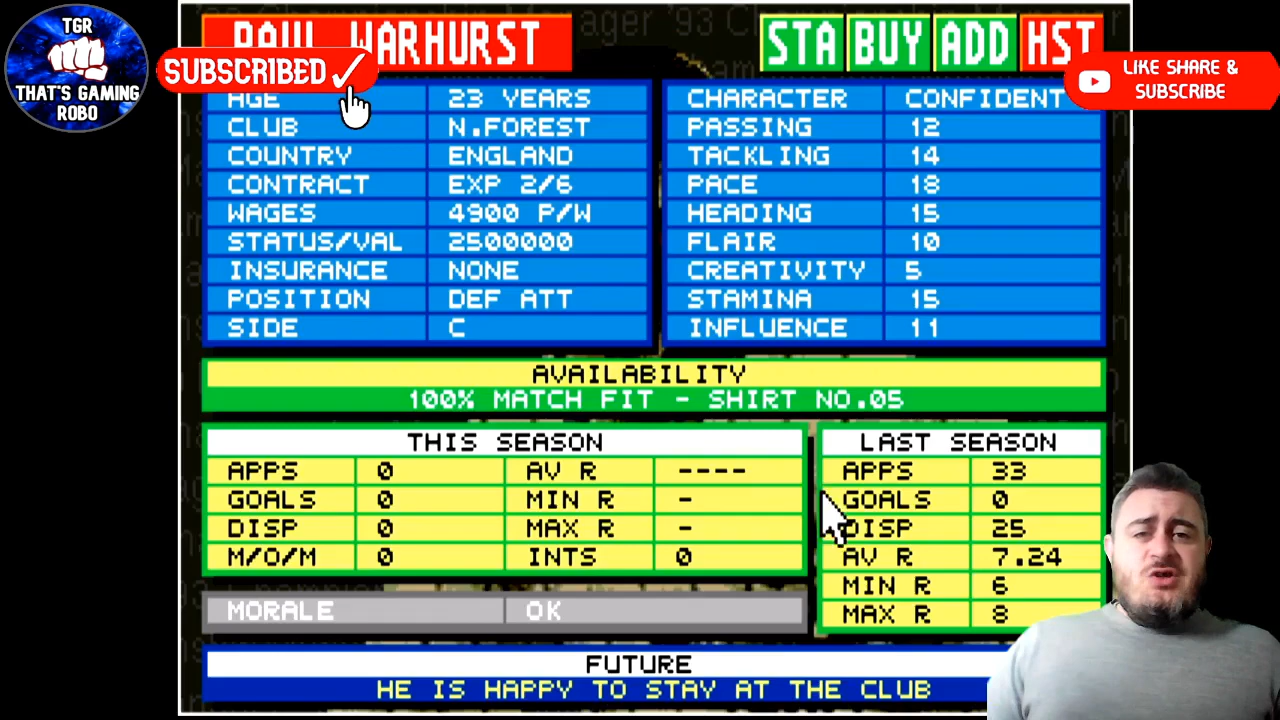 TGR
THAT'S GAMING
ROBO
SUBSCRIBED
PAUL WARHURST
STA BUY ADD HST
LIKE SHARE &
SUBSCRIBE
AGE 23 YEARS
CLUB N.FOREST
COUNTRY ENGLAND
CONTRACT EXP 2/6
WAGES 4900 P/W
STATUS/VAL 2500000
INSURANCE NONE
POSITION DEF ATT
SIDE C
CHARACTER CONFIDENT
PASSING 12
TACKLING 14
PACE 18
HEADING 15
FLAIR 10
CREATIVITY 5
STAMINA 15
INFLUENCE 11
AVAILABILITY
100% MATCH FIT - SHIRT NO.05
THIS SEASON
APPS 0 AV R ----
GOALS 0 MIN R -
DISP 0 MAX R -
M/O/M 0 INTS 0
LAST SEASON
APPS 33
GOALS 0
DISP 25
AV R 7.24
MIN R 6
MAX R 8
MORALE OK
FUTURE
HE IS HAPPY TO STAY AT THE CLUB